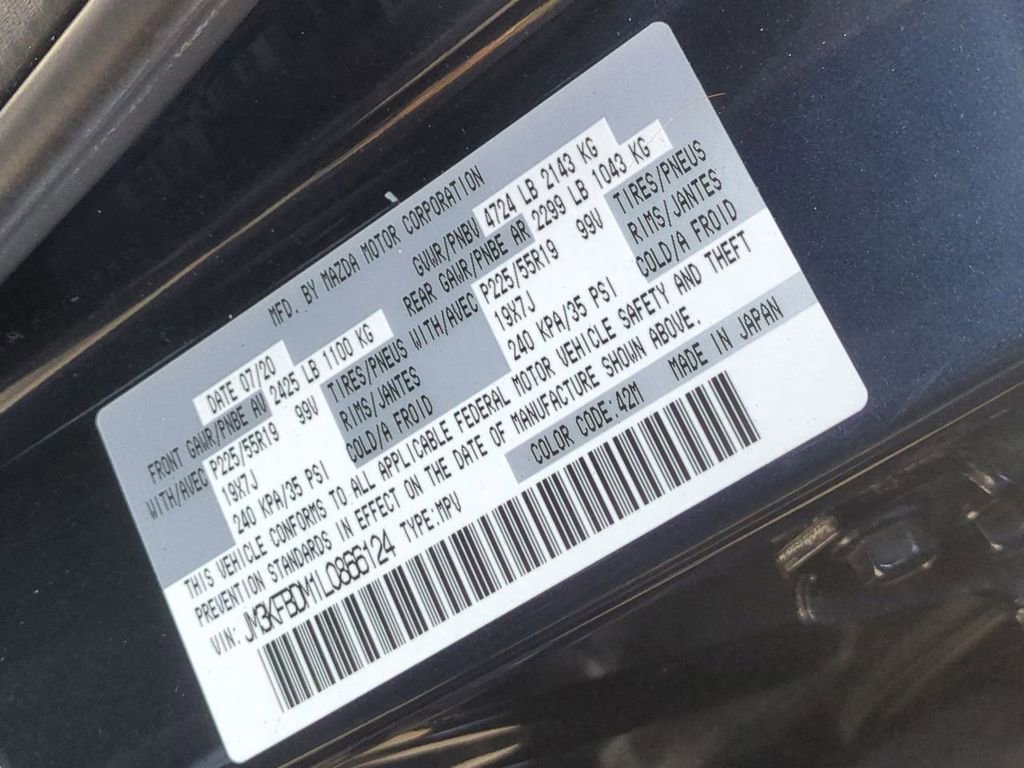 MFD. BY MAZDA MOTOR CORPORATION
DATE 07/20 GVWR/PNBV 4724 LB 2143 KG
FRONT GAWR/PNBE AV 2425 LB 1100 KG REAR GAWR/PNBE AR 2299 LB 1043 KG
WITH/AVEC P225/55R19 99V TIRES/PNEUS WITH/AVEC P225/55R19 99V TIRES/PNEUS
19X7J RIMS/JANTES 19X7J RIMS/JANTES
240 KPA/35 PSI COLD/A FROID 240 KPA/35 PSI COLD/A FROID
THIS VEHICLE CONFORMS TO ALL APPLICABLE FEDERAL MOTOR VEHICLE SAFETY AND THEFT
PREVENTION STANDARDS IN EFFECT ON THE DATE OF MANUFACTURE SHOWN ABOVE.
VIN: JM3KFBDM1L0866124 TYPE:MPV COLOR CODE:42M MADE IN JAPAN